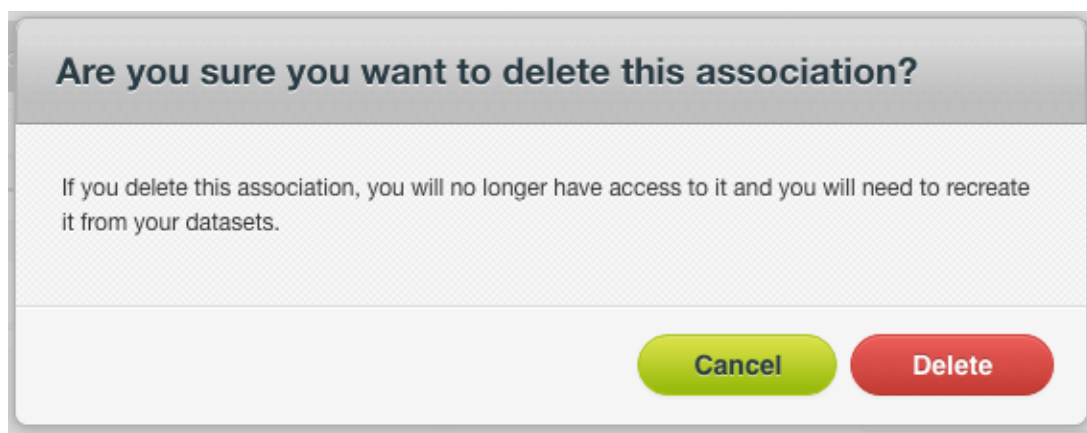 Are you sure you want to delete this association?
If you delete this association, you will no longer have access to it and you will need to recreate
it from your datasets.
Cancel
Delete